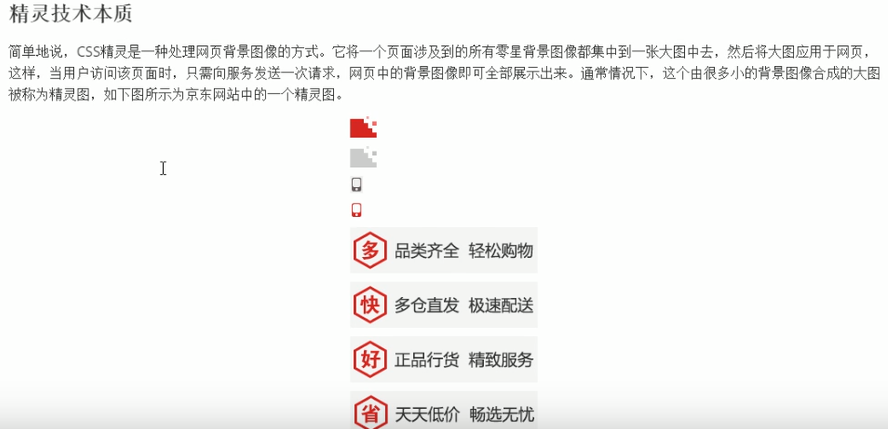 精灵技术本质
简单地说，CSS精灵是一种处理网页背景图像的方式。它将一个页面涉及到的所有零星背景图像都集中到一张大图中去，然后将大图应用于网页，
这样，当用户访问该页面时，只需向服务发送一次请求，网页中的背景图像即可全部展示出来。通常情况下，这个由很多小的背景图像合成的大图
被称为精灵图，如下图所示为京东网站中的一个精灵图。
多 品类齐全 轻松购物
快 多仓直发 极速配送
好 正品行货 精致服务
省 天天低价 畅选无忧